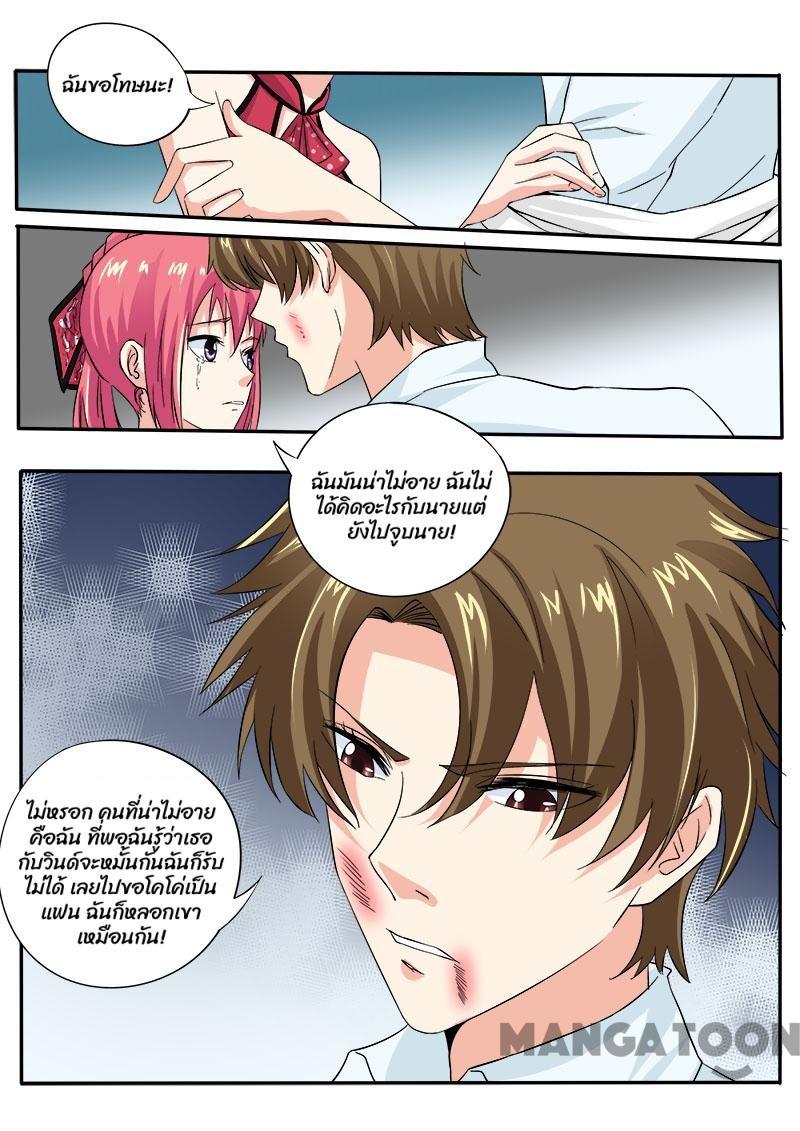 ฉันขอโทษนะ!
ฉันมันน่าไม่อาย ฉันไม่
ได้คิดอะไรกับนายแต่
ยังไปจูบนาย!
ไม่หรอก คนที่น่าไม่อาย
คือฉัน ที่พอฉันรู้ว่าเธอ
กับวินด์จะหมั้นกันฉันก็รับ
ไม่ได้ เลยไปขอโคโค่เป็น
แฟน ฉันก็หลอกเขา
เหมือนกัน!
MANGATOON